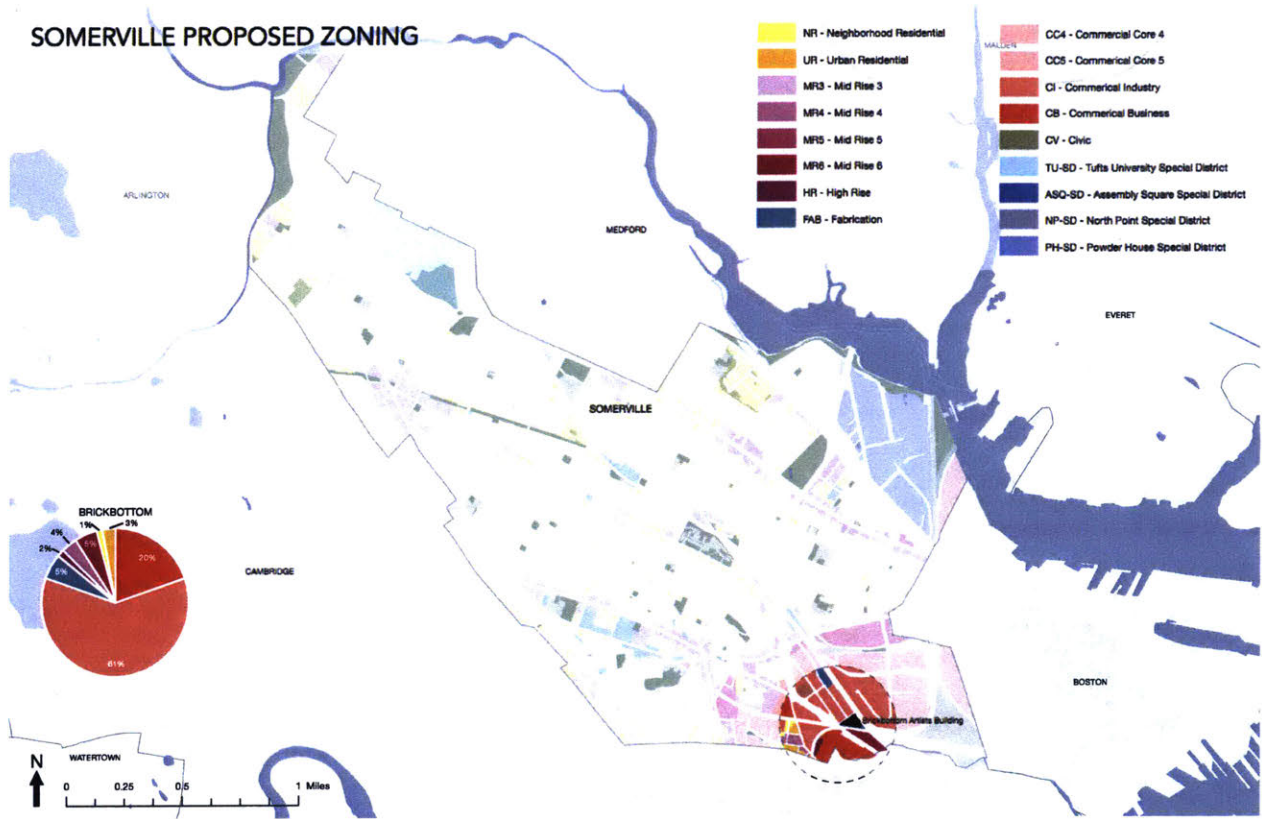 SOMERVILLE PROPOSED ZONING
NR - Neighborhood Residential
UR - Urban Residential
MR3 - Mid Rise 3
MR4 - Mid Rise 4
MR5 - Mid Rise 5
MR6 - Mid Rise 6
HR - High Rise
FAB - Fabrication
CC4 - Commercial Core 4
CC5 - Commerical Core 5
CI - Commerical Industry
CB - Commerical Business
CV - Civic
TU-SD - Tufts University Special District
ASQ-SD - Assembly Square Special District
NP-SD - North Point Special District
PH-SD - Powder House Special District
MALDEN
ARLINGTON
MEDFORD
EVERET
SOMERVILLE
BRICKBOTTOM
1%
3%
4%
6%
2%
5%
20%
61%
CAMBRIDGE
BOSTON
Brickbottom Artists Building
WATERTOWN
N
0 0.25 0.5 1 Miles